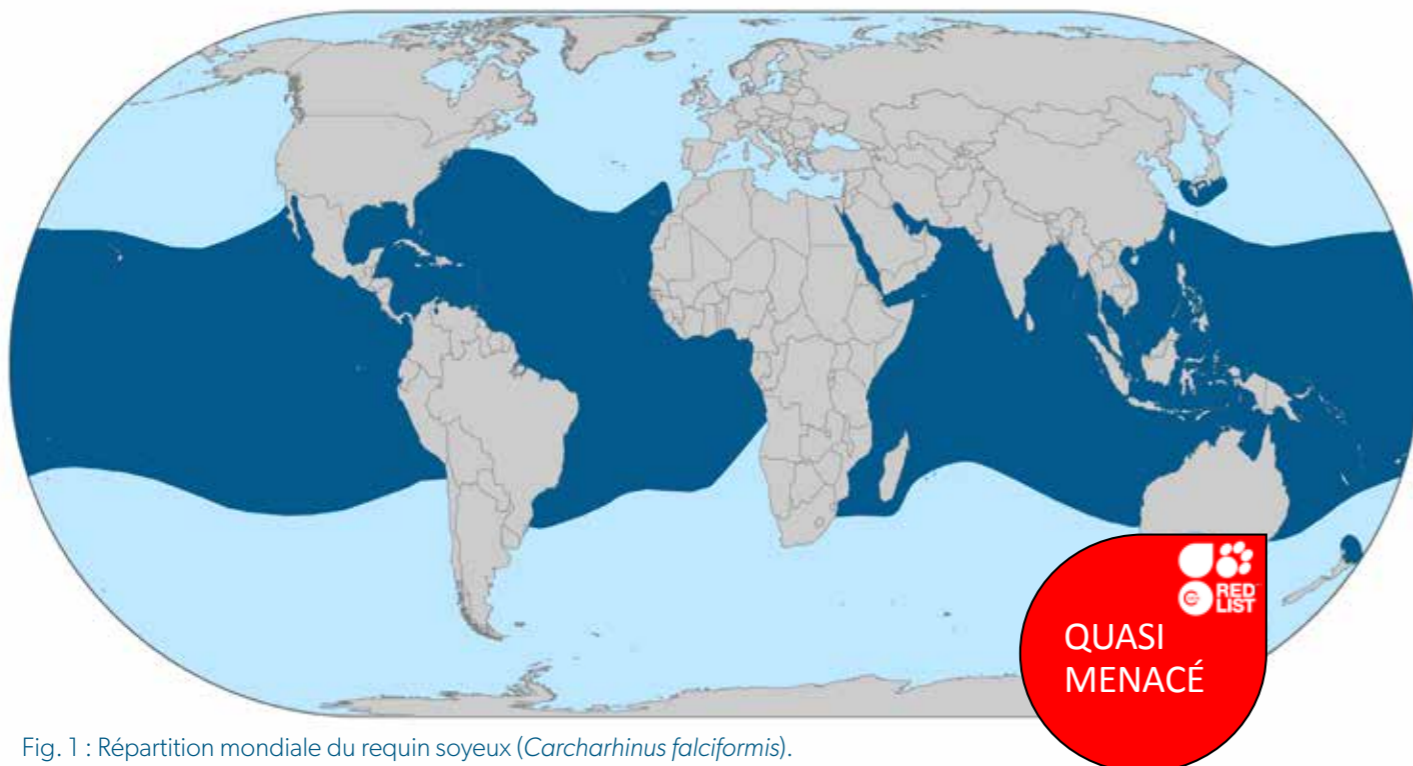 RED
LIST
QUASI
MENACÉ
Fig. 1 : Répartition mondiale du requin soyeux (Carcharhinus falciformis).